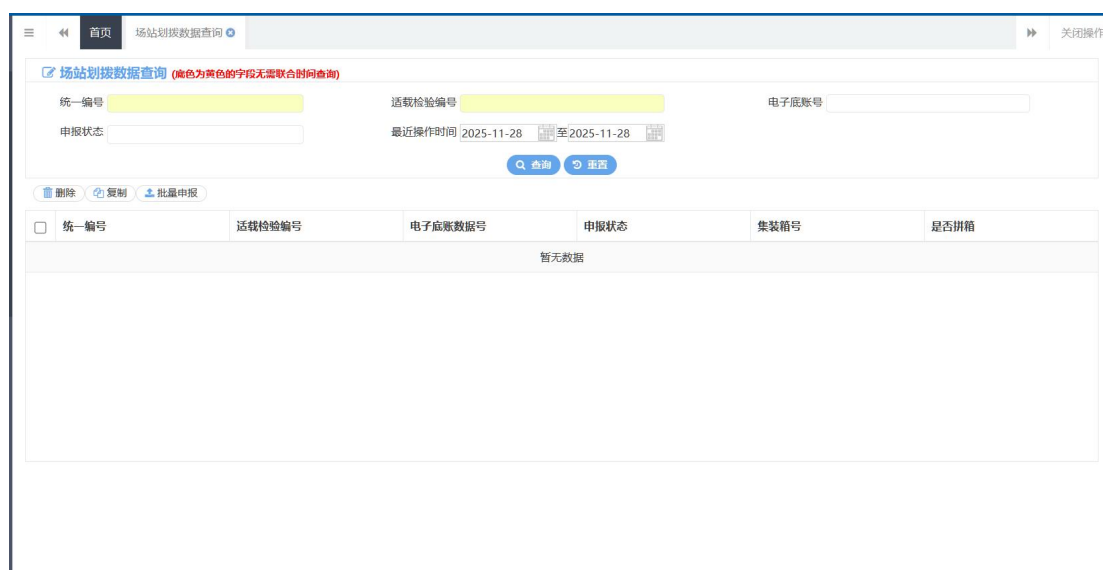 首页 场站划拨数据查询 关闭操作
场站划拨数据查询 (底色为黄色的字段无需联合时间查询)
统一编号 适载检验编号 电子底账号
申报状态 最近操作时间 2025-11-28 至 2025-11-28
查询 重置
删除 复制 批量申报
统一编号 适载检验编号 电子底账数据号 申报状态 集装箱号 是否拼箱
暂无数据